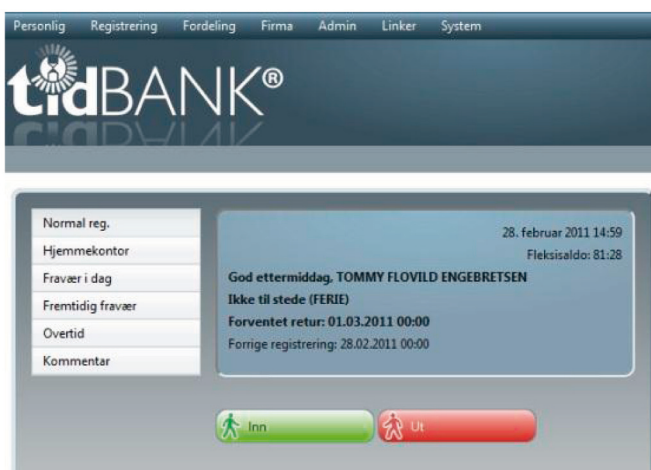 Personlig Registrering Fordeling Firma Admin Linker System
tidBANK®
Normal reg.
Hjemmekontor
Fravær i dag
Fremtidig fravær
Overtid
Kommentar
28. februar 2011 14:59
Fleksisaldo: 81:28
God ettermiddag, TOMMY FLOVILD ENGEBRETSEN
Ikke til stede (FERIE)
Forventet retur: 01.03.2011 00:00
Forrige registrering: 28.02.2011 00:00
Inn
Ut